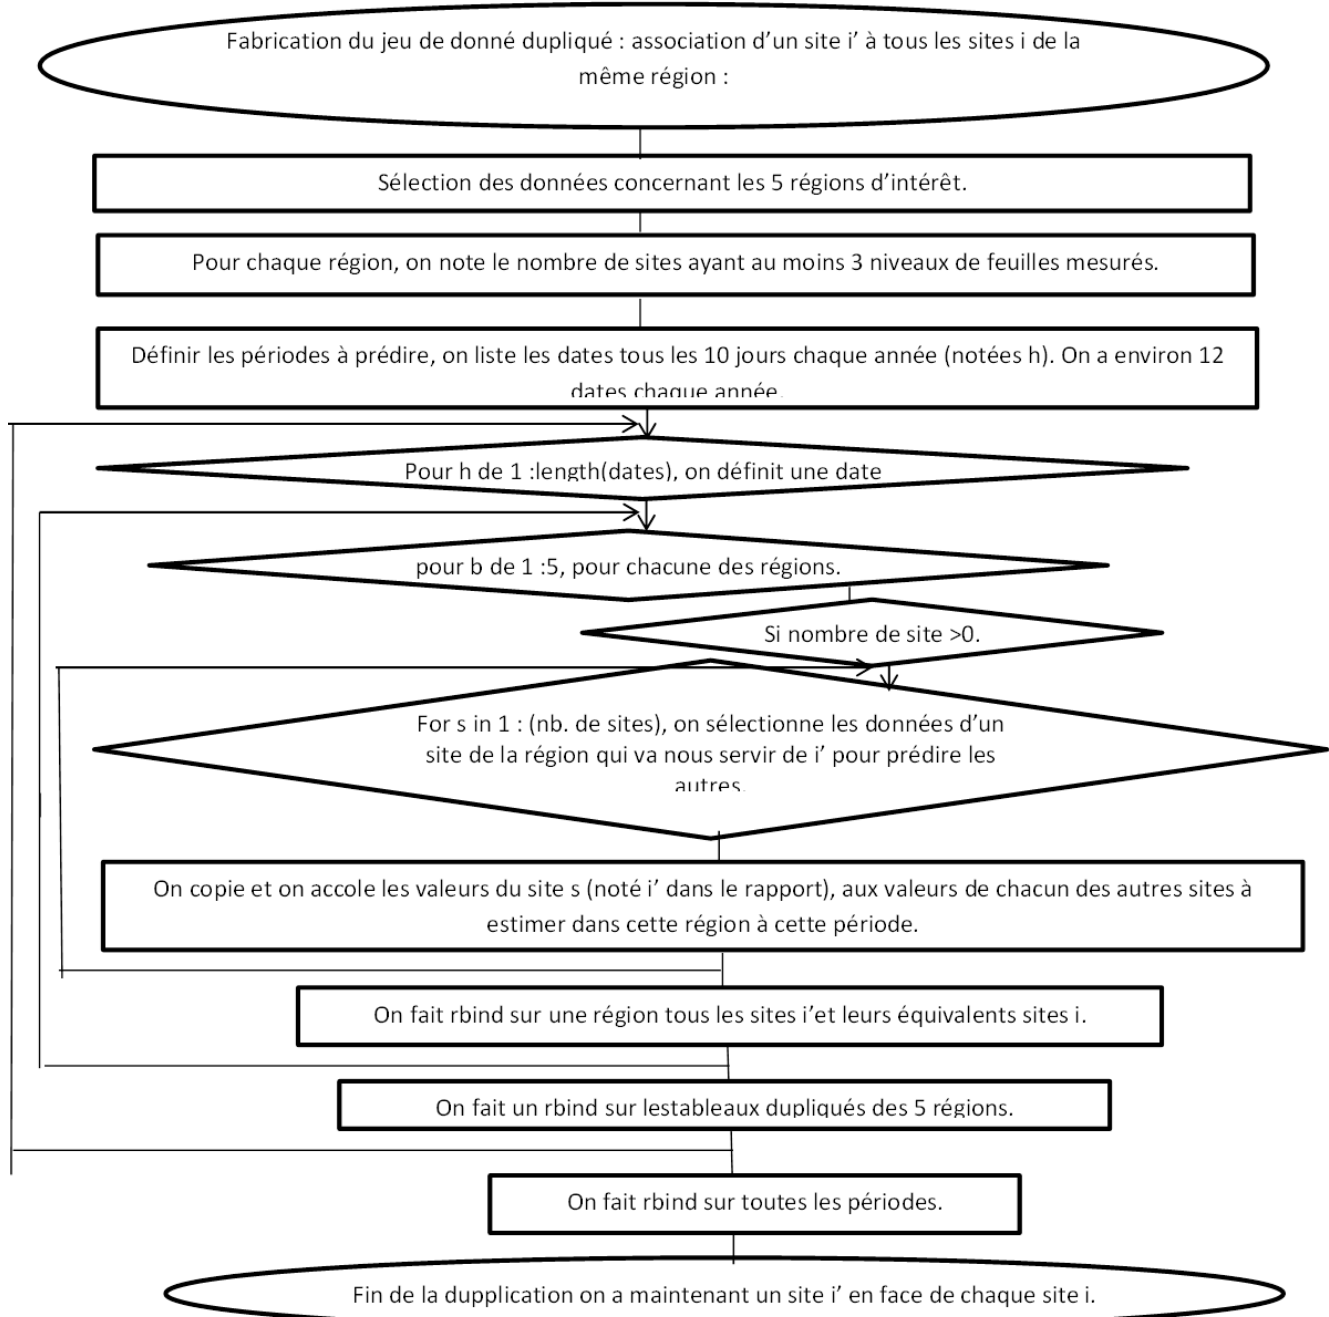 Fabrication du jeu de donné dupliqué : association d’un site i’ à tous les sites i de la
même région :
Sélection des données concernant les 5 régions d’intérêt.
Pour chaque région, on note le nombre de sites ayant au moins 3 niveaux de feuilles mesurés.
Définir les périodes à prédire, on liste les dates tous les 10 jours chaque année (notées h). On a environ 12
dates chaque année.
Pour h de 1 :length(dates), on définit une date
pour b de 1 :5, pour chacune des régions.
Si nombre de site >0.
For s in 1 : (nb. de sites), on sélectionne les données d’un
site de la région qui va nous servir de i’ pour prédire les
autres.
On copie et on accole les valeurs du site s (noté i’ dans le rapport), aux valeurs de chacun des autres sites à
estimer dans cette région à cette période.
On fait rbind sur une région tous les sites i’et leurs équivalents sites i.
On fait un rbind sur lestableaux dupliqués des 5 régions.
On fait rbind sur toutes les périodes.
Fin de la dupplication on a maintenant un site i’ en face de chaque site i.